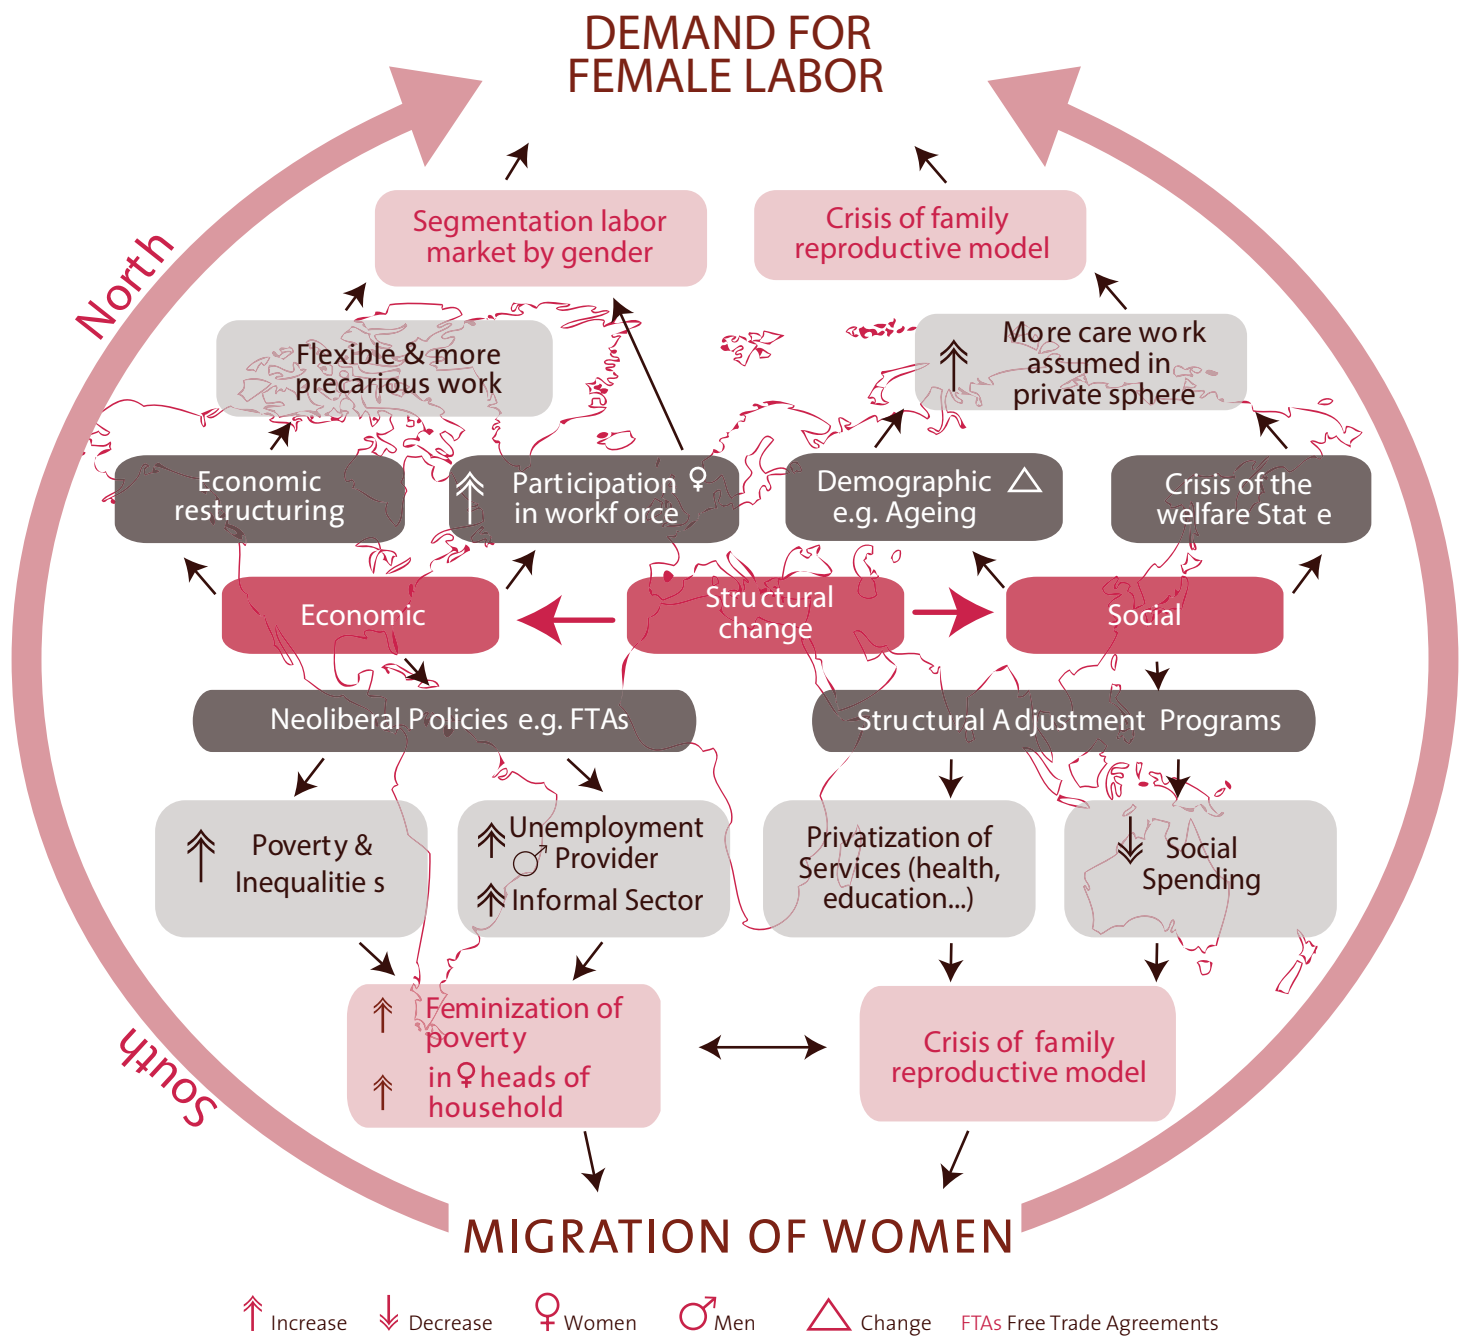 DEMAND FOR
FEMALE LABOR
North
Segmentation labor
market by gender
Crisis of family
reproductive model
Flexible & more
precarious work
More care work
assumed in
private sphere
Economic
restructuring
Participation ♀
in workforce
Demographic △
e.g. Ageing
Crisis of the
welfare State
Economic
Structural
change
Social
Neoliberal Policies e.g. FTAs
Structural Adjustment Programs
Poverty &
Inequalities
Unemployment
♂ Provider
Informal Sector
Privatization of
Services (health,
education...)
Social
Spending
South
Feminization of
poverty
in ♀ heads of
household
Crisis of family
reproductive model
MIGRATION OF WOMEN
Increase Decrease ♀ Women ♂ Men △ Change FTAs Free Trade Agreements